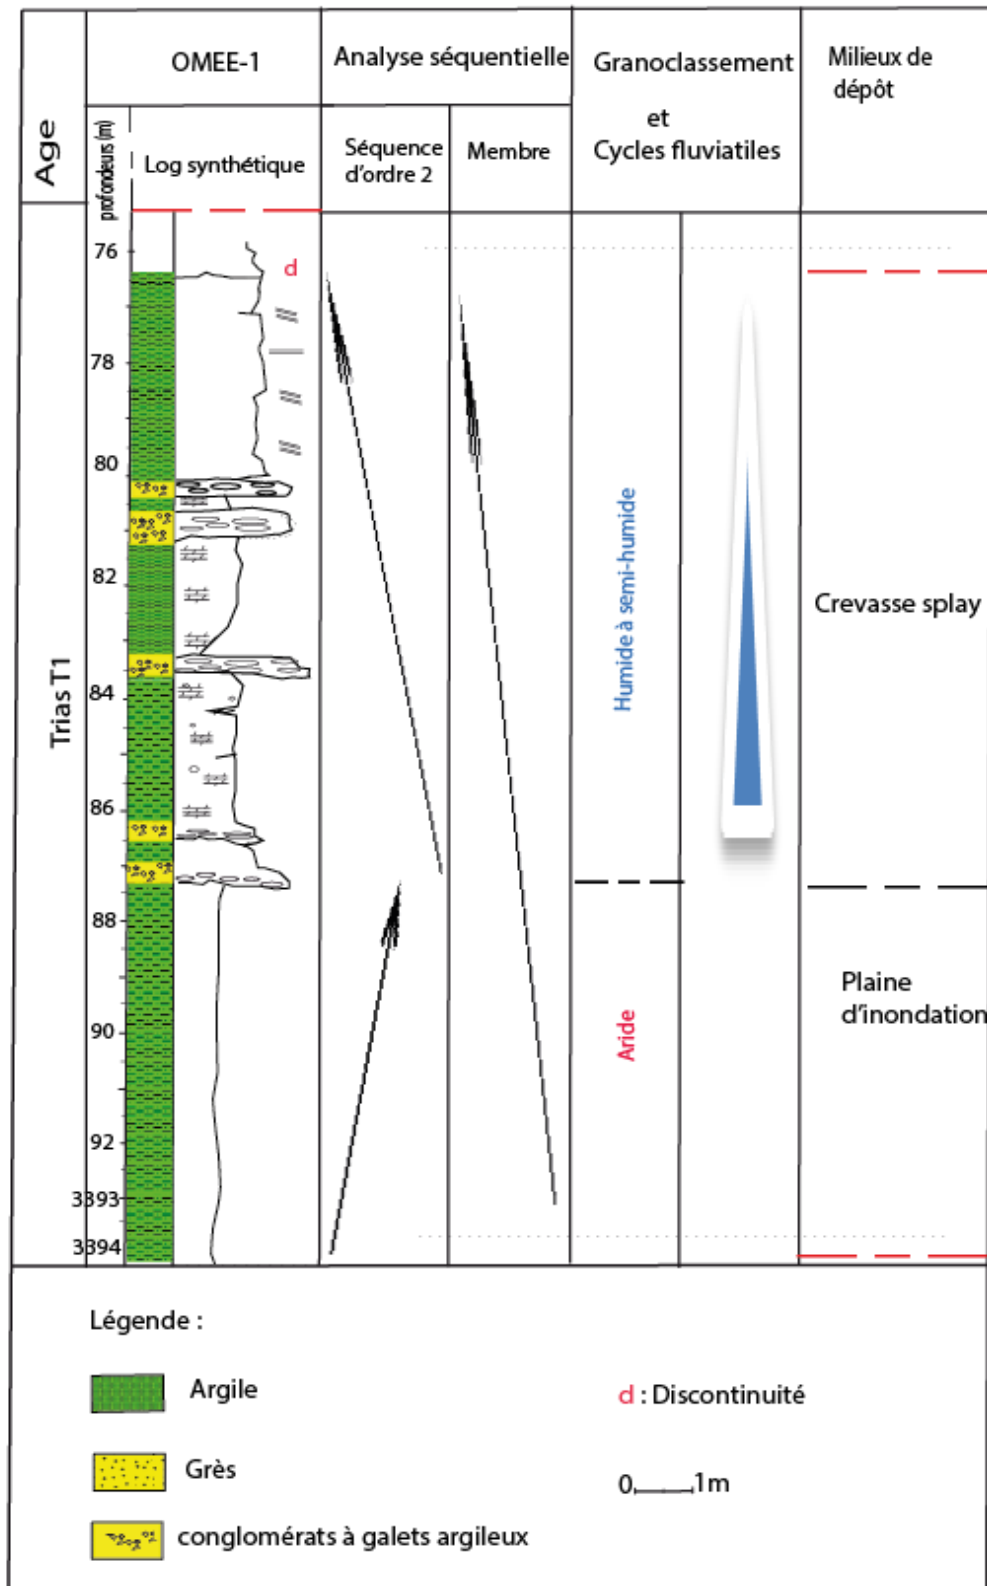 Age
OMEE-1
Analyse séquentielle
Granoclassement
et
Cycles fluviatiles
Milieux de
dépôt
profondeurs (m)
Log synthétique
Séquence
d'ordre 2
Membre
Trias T1
76
78
80
82
84
86
88
90
92
3393
3394
d
Humide à semi-humide
Aride
Crevasse splay
Plaine
d'inondation
Légende :
Argile
d : Discontinuité
Grès
0 1m
conglomérats à galets argileux